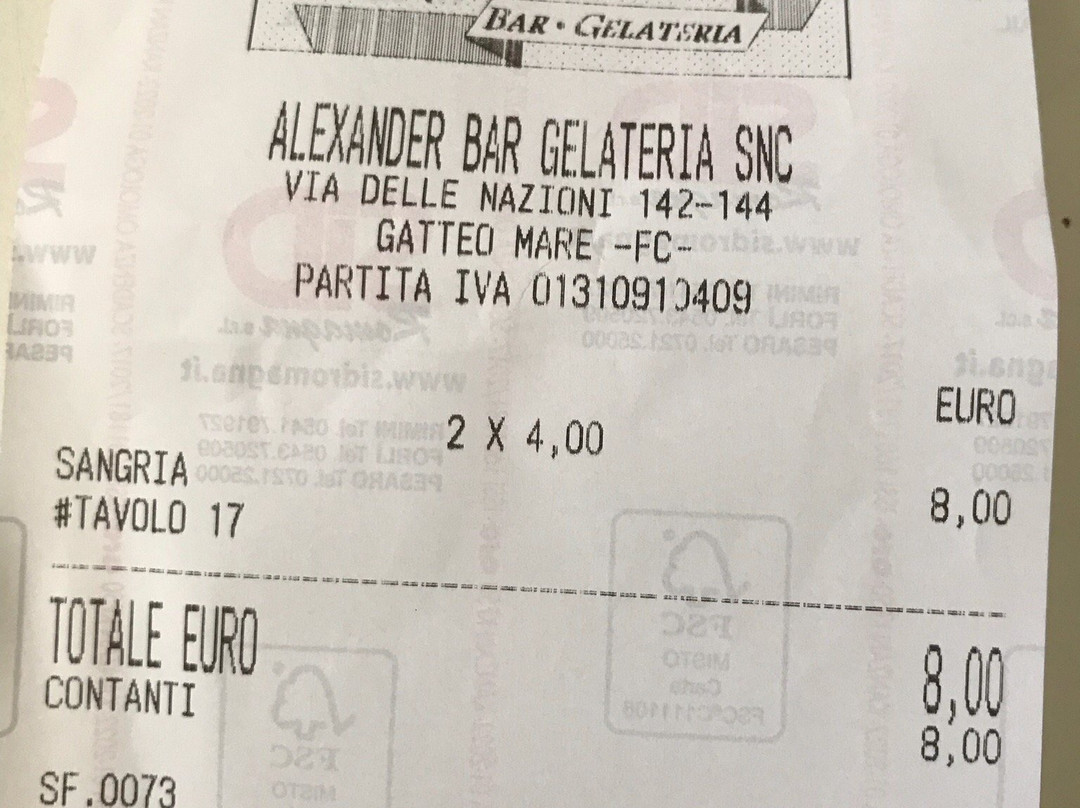 BAR • GELATERIA
ALEXANDER BAR GELATERIA SNC
VIA DELLE NAZIONI 142-144
GATTEO MARE -FC-
PARTITA IVA 01310910409
EURO
2 X 4,00
SANGRIA 8,00
#TAVOLO 17
TOTALE EURO 8,00
CONTANTI 8,00
SF.0073